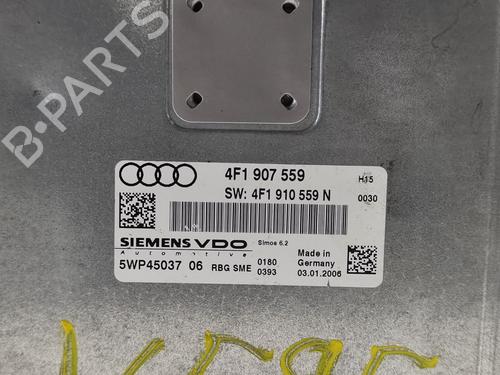 B-PARTS
4F1 907 559
H15
SW: 4F1 910 559 N
0030
SIEMENS VDO
Automotive
Simos 6.2
5WP45037 06
RBG SME
0180
0393
Made in
Germany
03.01.2006